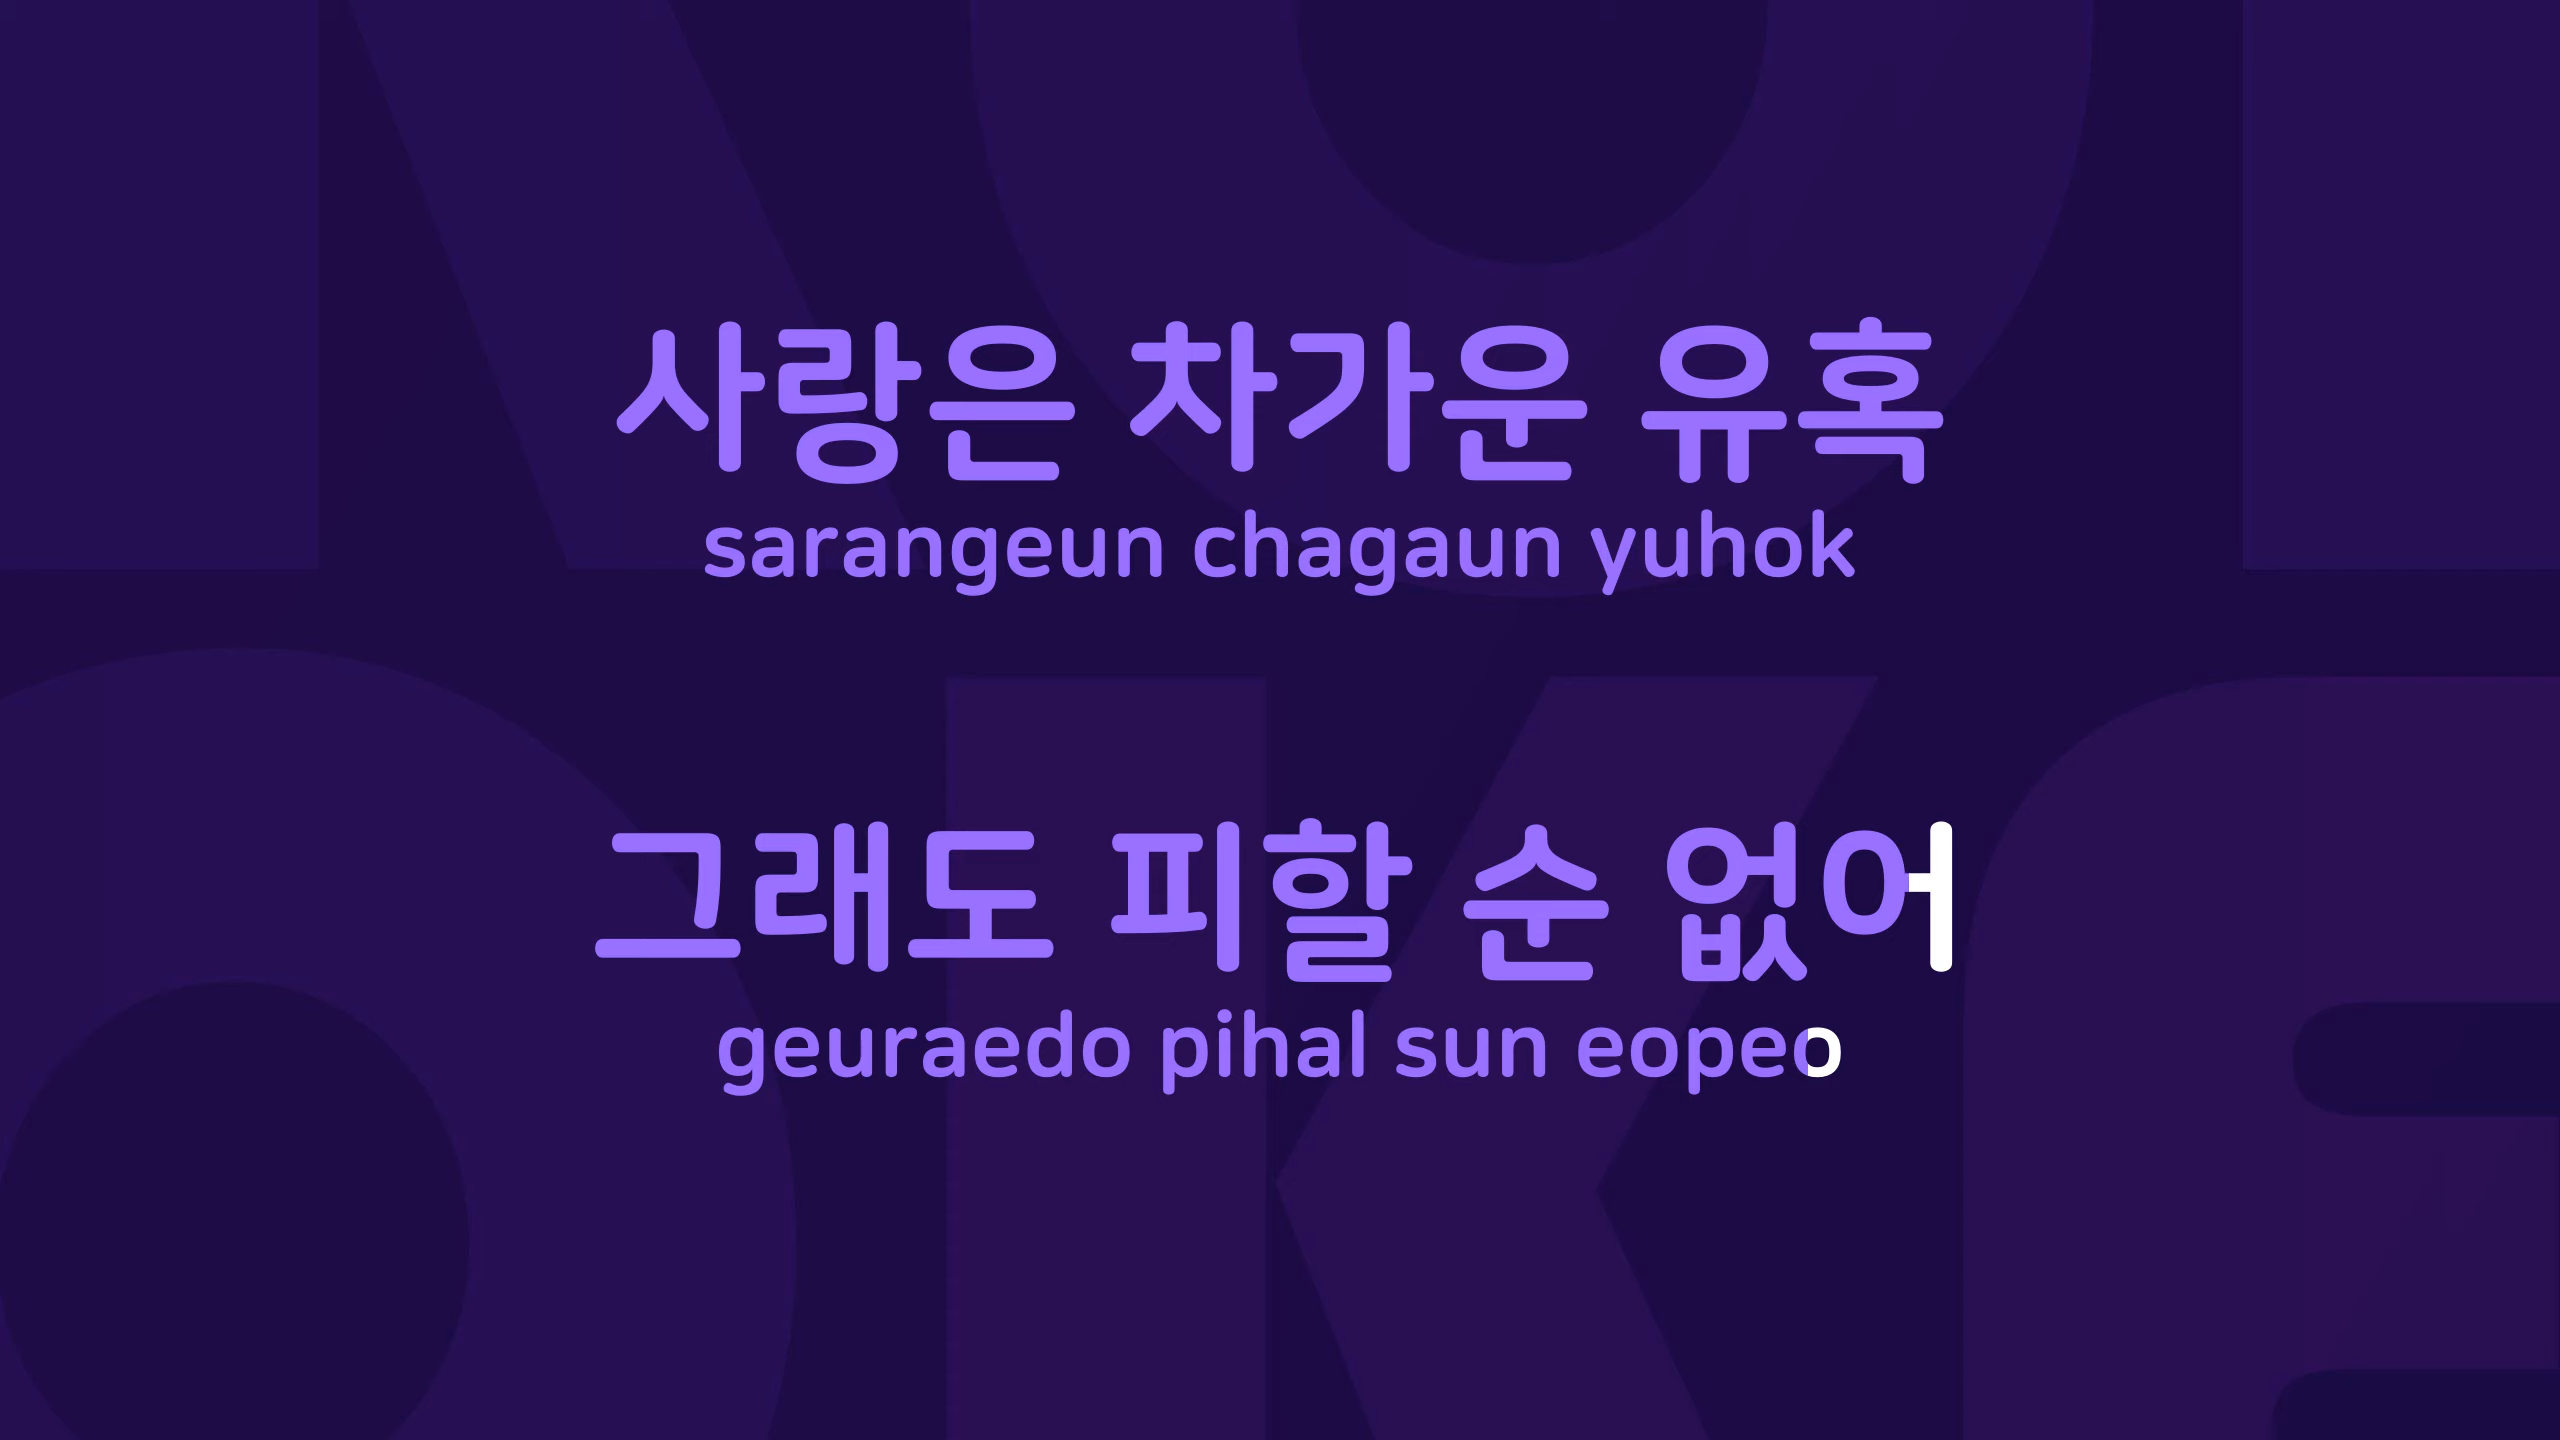 사랑은 차가운 유혹
sarangeun chagaun yuhok
그래도 피할 순 없어
geuraedo pihal sun eopeo